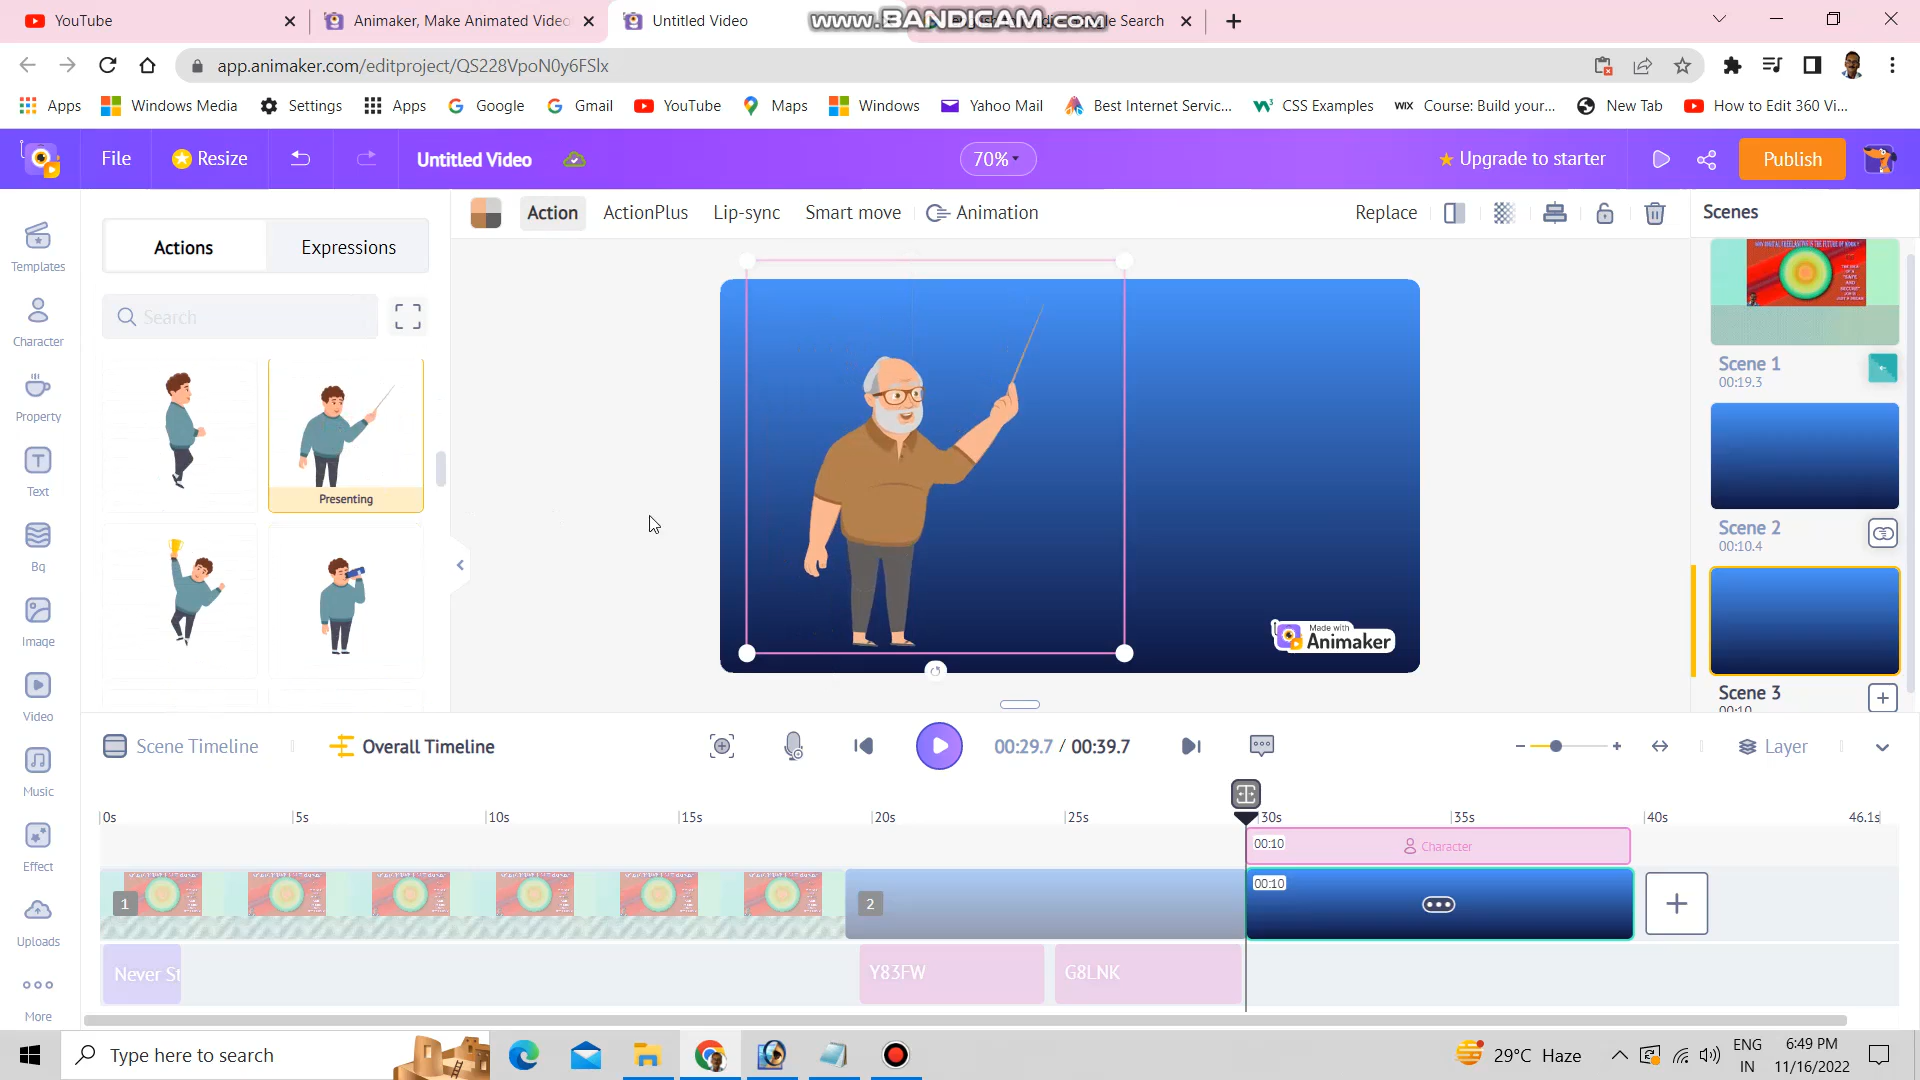 YouTube
Animaker, Make Animated Video
Untitled Video
www.BANDICAM.com
Search
app.animaker.com/editproject/QS228VpoN0y6FSlx
Apps
Windows Media
Settings
Apps
Google
Gmail
YouTube
Maps
Windows
Yahoo Mail
Best Internet Servic...
CSS Examples
WIX
Course: Build your...
New Tab
How to Edit 360 Vi...
File
Resize
Untitled Video
70%
Upgrade to starter
Publish
Action
ActionPlus
Lip-sync
Smart move
Animation
Replace
Scenes
Templates
Character
Property
Text
Bg
Image
Video
Music
Effect
Uploads
More
Actions
Expressions
Search
Presenting
Made with
Animaker
Scene 1
00:19.3
Scene 2
00:10.4
Scene 3
00:10
Scene Timeline
Overall Timeline
00:29.7 / 00:39.7
Layer
0s
5s
10s
15s
20s
25s
30s
35s
40s
46.1s
00:10
Character
1
2
00:10
Never St
Y83FW
G8LNK
Type here to search
29°C Haze
ENG
IN
6:49 PM
11/16/2022